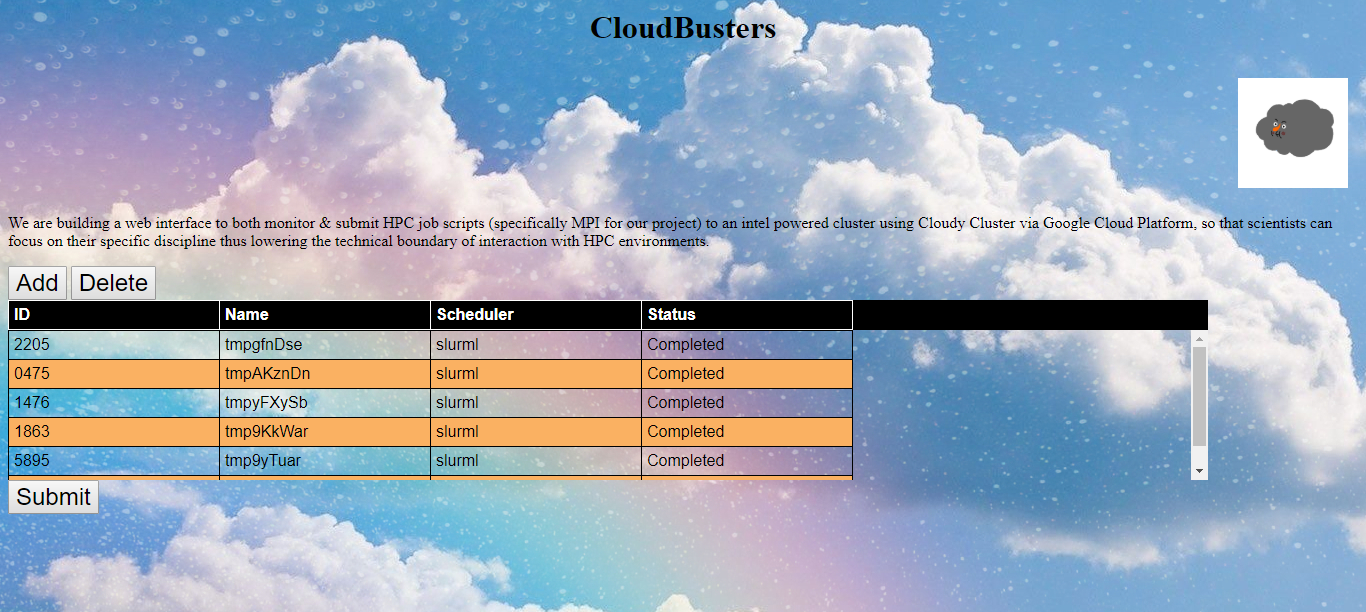 CloudBusters
We are building a web interface to both monitor & submit HPC job scripts (specifically MPI for our project) to an intel powered cluster using Cloudy Cluster via Google Cloud Platform, so that scientists can
focus on their specific discipline thus lowering the technical boundary of interaction with HPC environments.
Add Delete
ID Name Scheduler Status
2205 tmpgfnDse slurml Completed
0475 tmpAKznDn slurml Completed
1476 tmpyFXySb slurml Completed
1863 tmp9KkWar slurml Completed
5895 tmp9yTuar slurml Completed
Submit